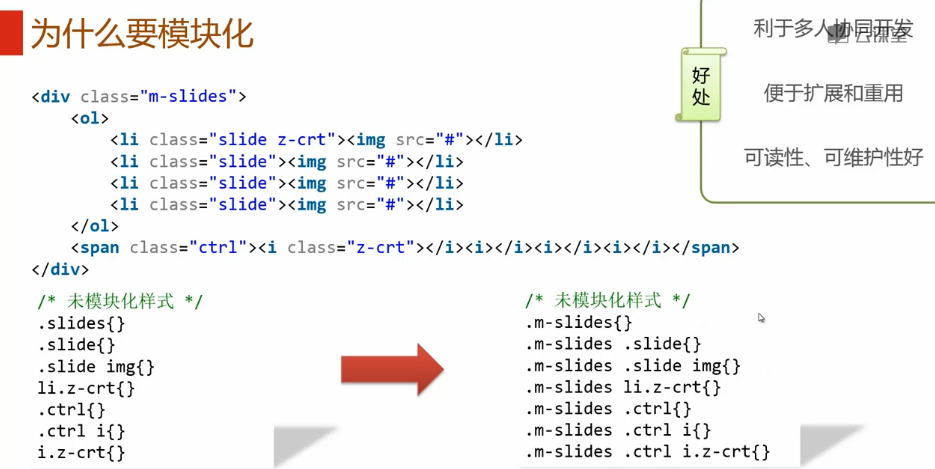 为什么要模块化
利于多人协同开发
云课堂
好处
便于扩展和重用
可读性、可维护性好
<div class="m-slides">
<ol>
<li class="slide z-crt"><img src="#"></li>
<li class="slide"><img src="#"></li>
<li class="slide"><img src="#"></li>
<li class="slide"><img src="#"></li>
</ol>
<span class="ctrl"><i class="z-crt"></i><i></i><i></i><i></i></span>
</div>
/* 未模块化样式 */
.slides{}
.slide{}
.slide img{}
li.z-crt{}
.ctrl{}
.ctrl i{}
i.z-crt{}
/* 未模块化样式 */
.m-slides{}
.m-slides .slide{}
.m-slides .slide img{}
.m-slides li.z-crt{}
.m-slides .ctrl{}
.m-slides .ctrl i{}
.m-slides .ctrl i.z-crt{}